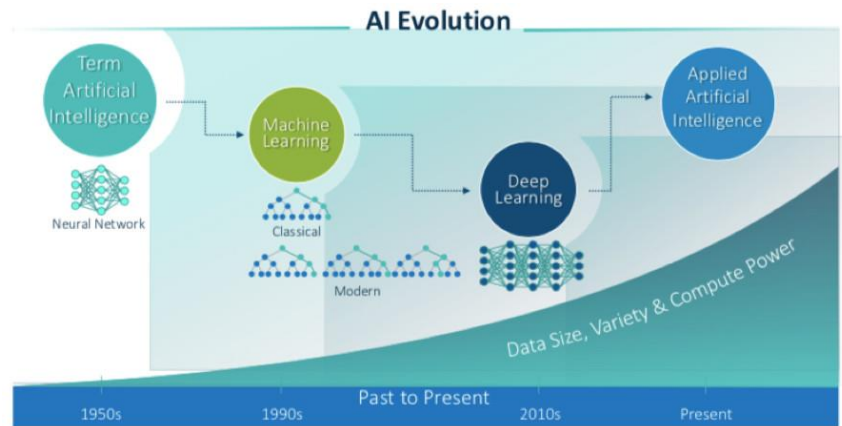 AI Evolution
Term
Artificial
Intelligence
Neural Network
Machine
Learning
Classical
Modern
Deep
Learning
Applied
Artificial
Intelligence
Data Size, Variety & Compute Power
Past to Present
1950s
1990s
2010s
Present